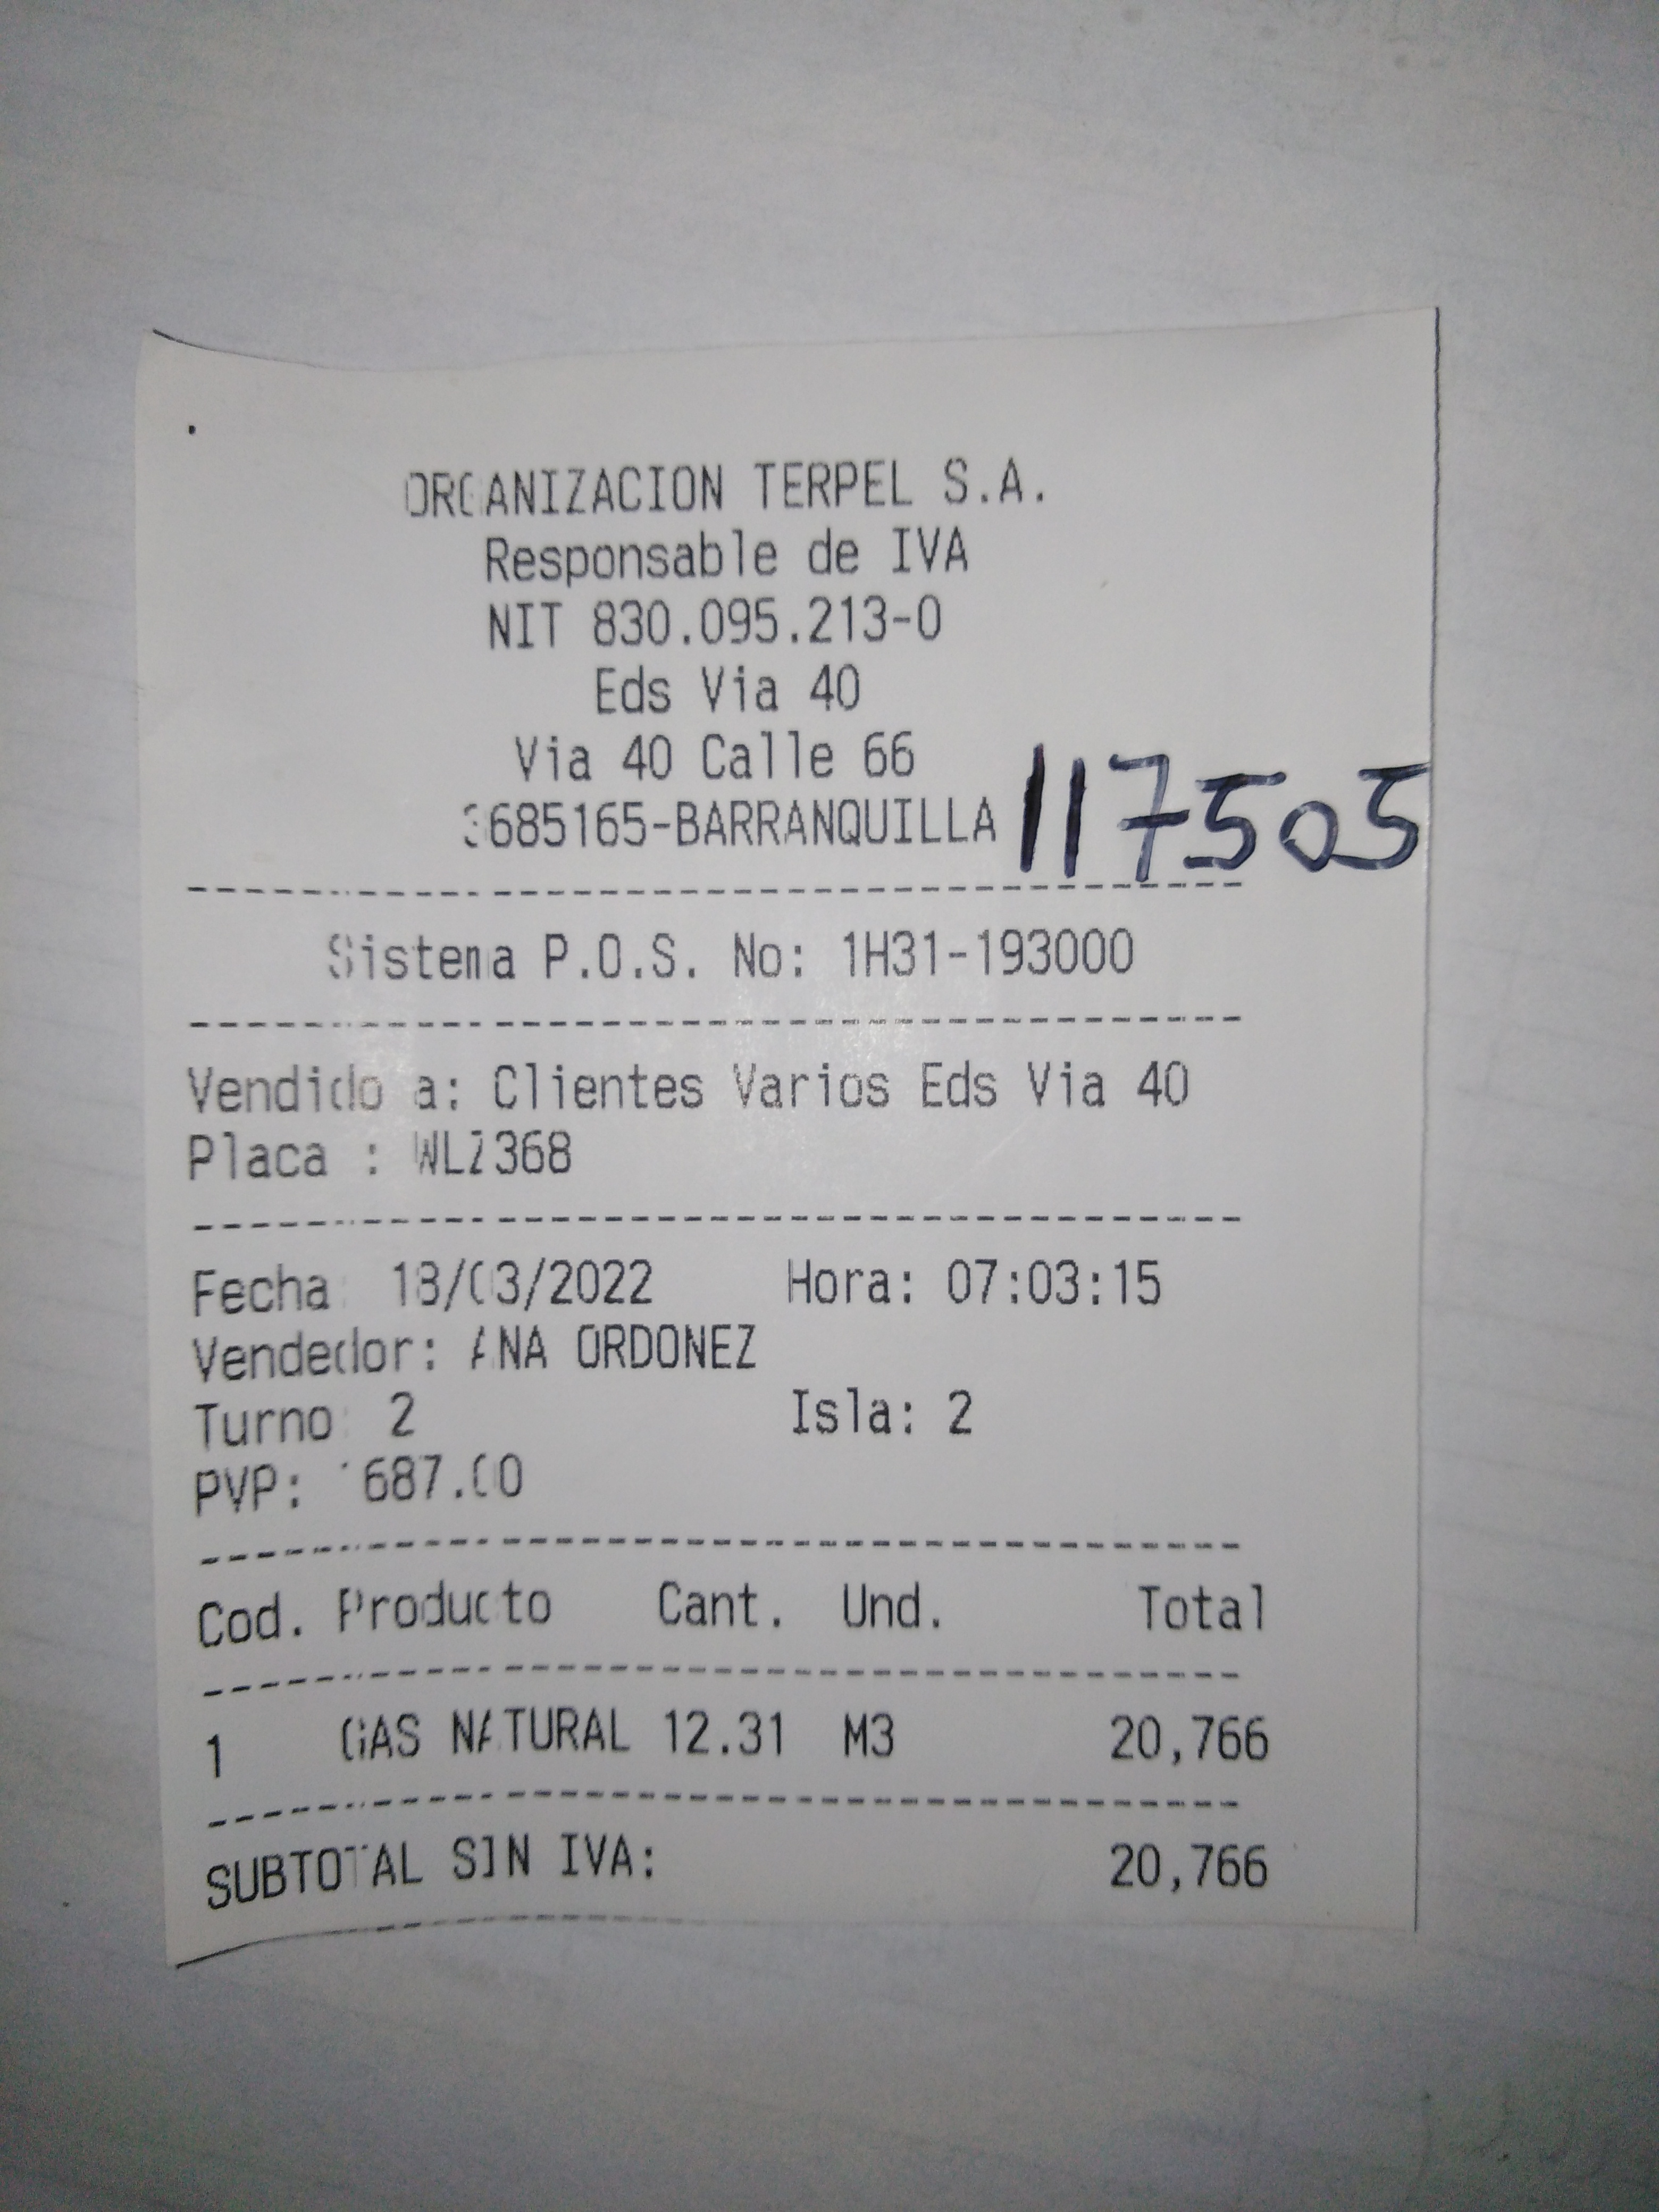 ORGANIZACION TERPEL S.A.
Responsable de IVA
NIT 830.095.213-0
Eds Via 40
Via 40 Calle 66
3685165-BARRANQUILLA 117505
Sistema P.O.S. No: 1H31-193000
Vendido a: Clientes Varios Eds Via 40
Placa : WLZ368
Fecha: /03/2022 Hora: 07:03:15
Vendedor: ANA ORDONEZ
Turno: 2 Isla: 2
PVP: 1687.00
Cod. Producto Cant. Und. Total
1 GAS NATURAL 12.31 M3 20,766
SUBTOTAL SIN IVA: 20,766